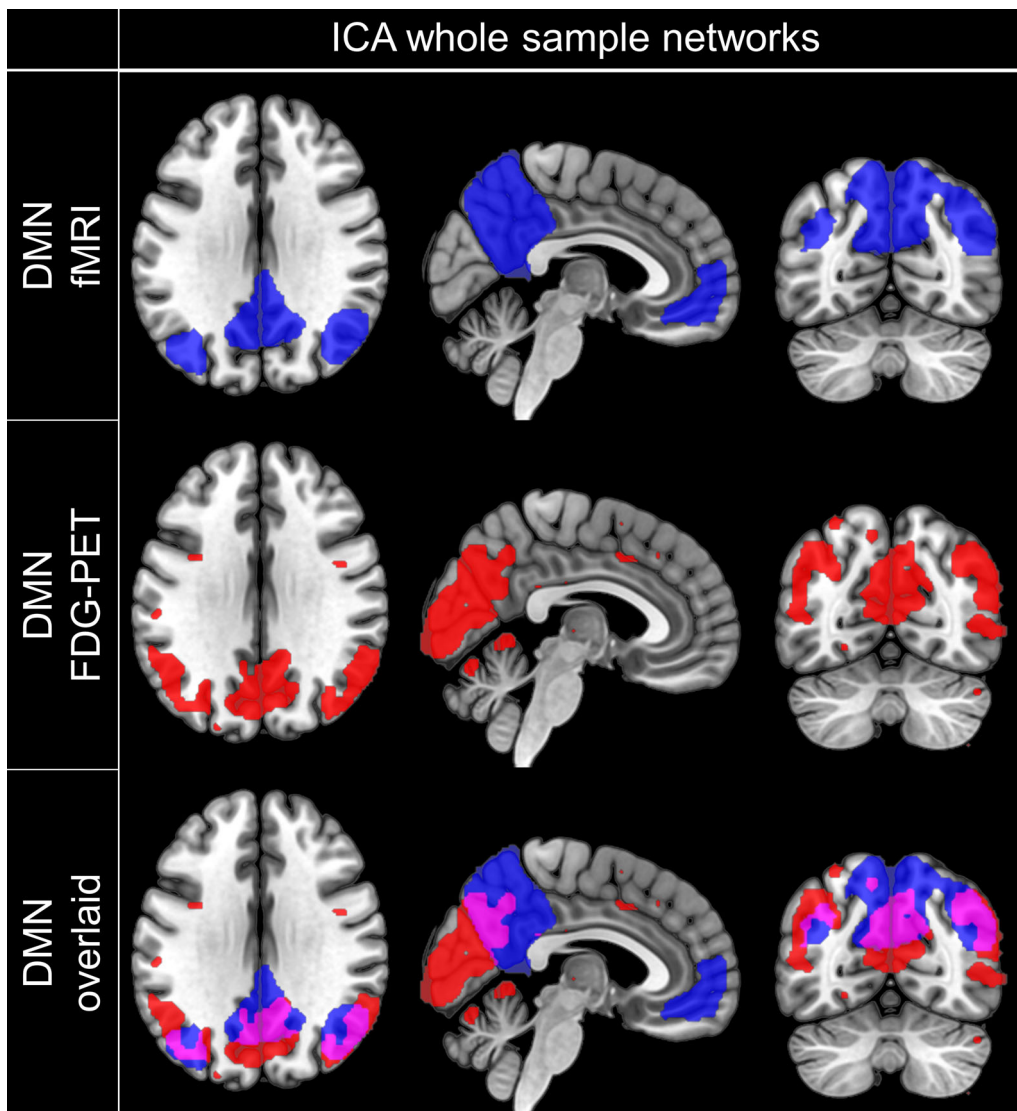 ICA whole sample networks
DMN
fMRI
DMN
FDG-PET
DMN
overlaid